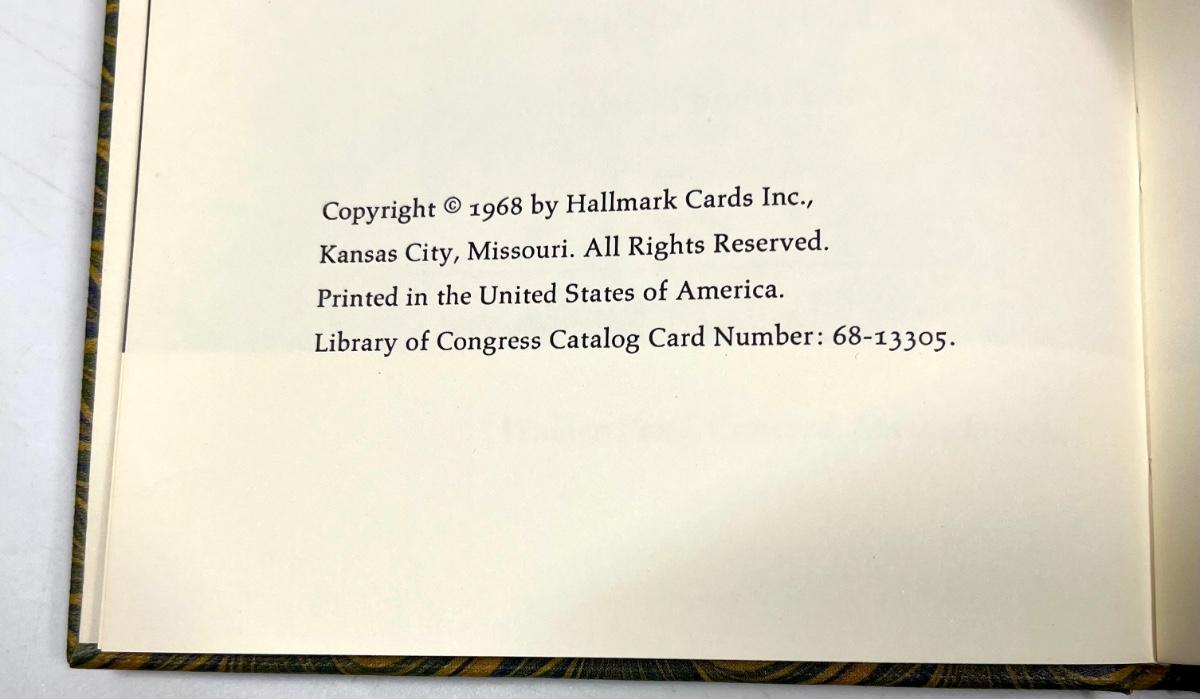 Copyright © 1968 by Hallmark Cards Inc.,
Kansas City, Missouri. All Rights Reserved.
Printed in the United States of America.
Library of Congress Catalog Card Number: 68-13305.